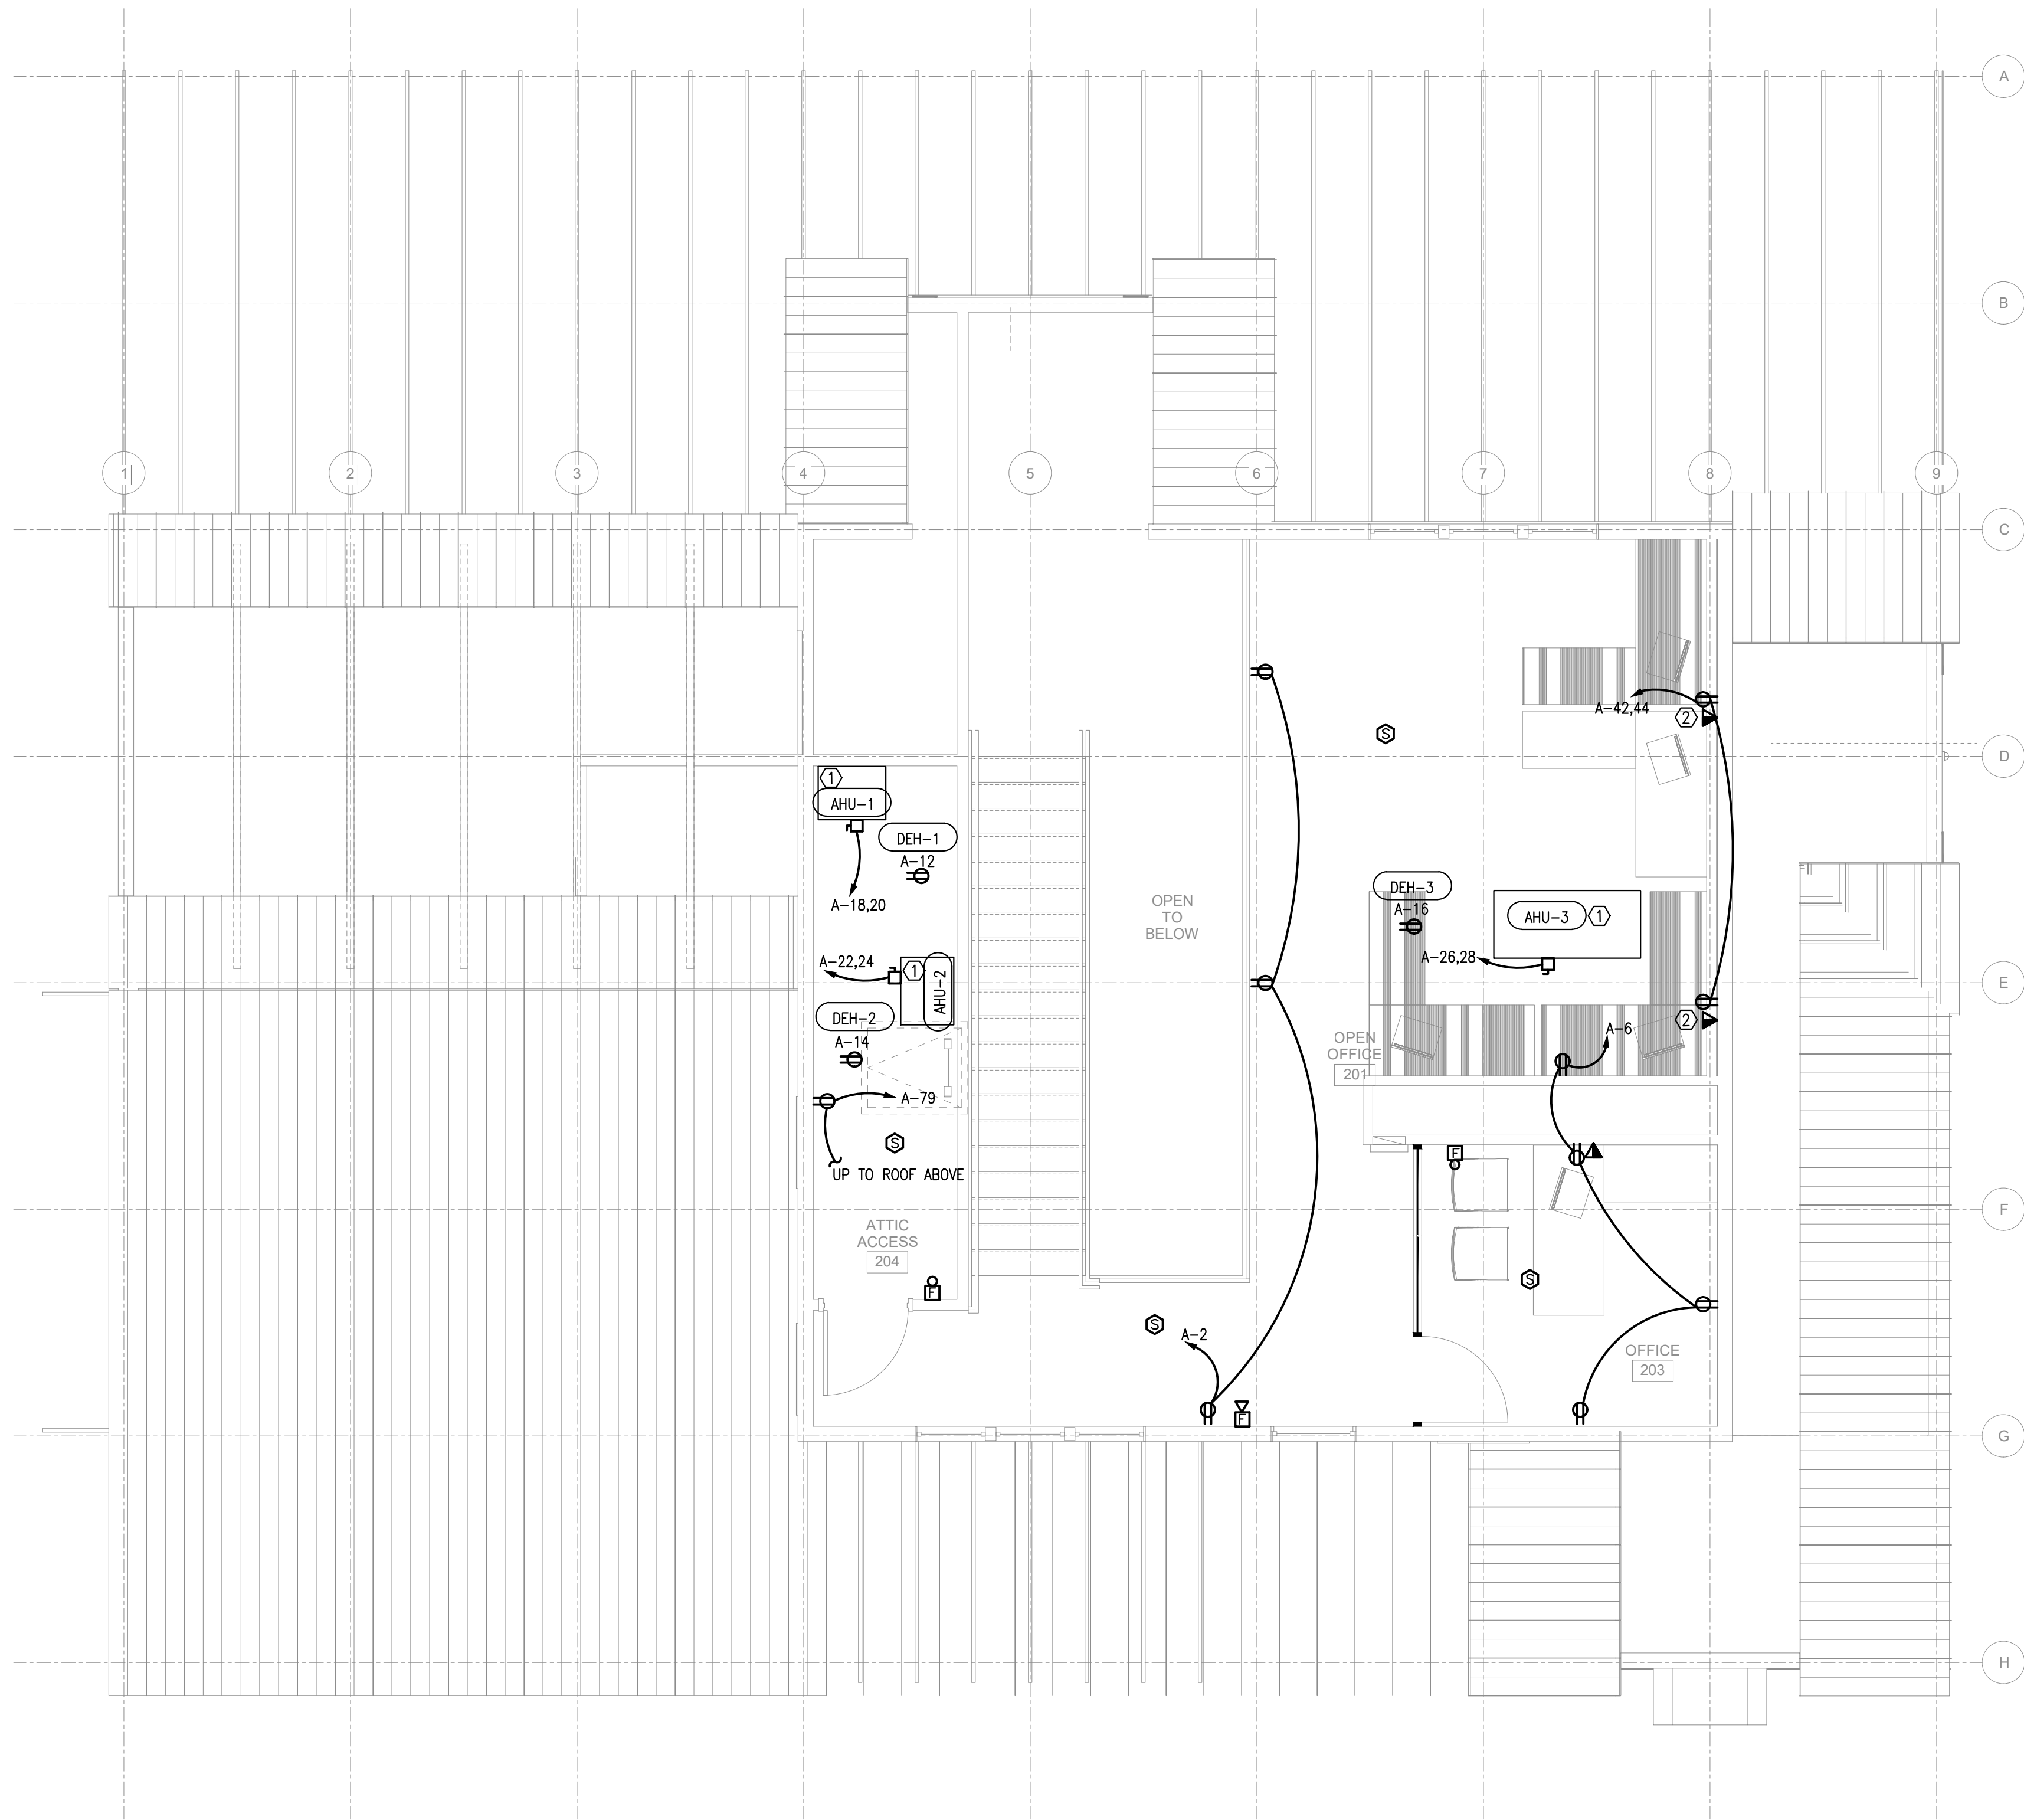 A
B
1
2
3
4
5
6
7
8
9
C
A-42,44
2
S
D
1
AHU-1
DEH-1
A-12
A-18,20
DEH-3
A-16
AHU-3
1
OPEN
TO
BELOW
A-22,24
1
AHU-2
A-26,28
E
DEH-2
A-14
2
A-6
OPEN
OFFICE
201
A-79
S
UP TO ROOF ABOVE
F
F
ATTIC
ACCESS
204
S
F
S
A-2
OFFICE
203
F
G
H